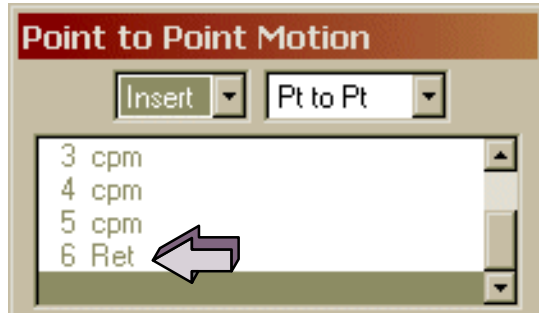 Point to Point Motion
Insert Pt to Pt
3 cpm
4 cpm
5 cpm
6 Ret